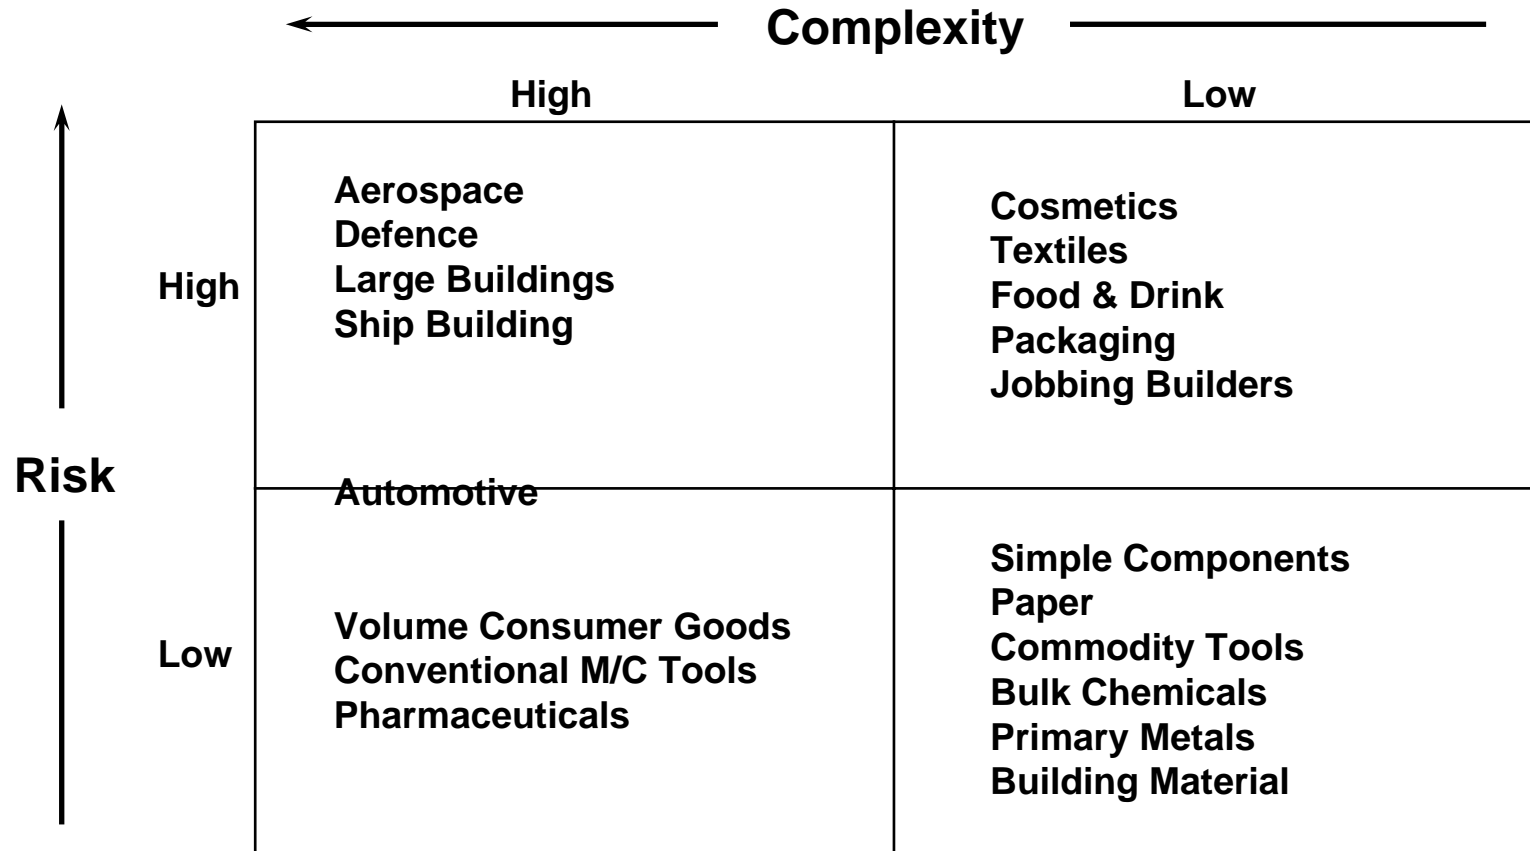 Complexity
High
Low
High
Aerospace
Defence
Large Buildings
Ship Building
Cosmetics
Textiles
Food & Drink
Packaging
Jobbing Builders
Risk
Automotive
Low
Volume Consumer Goods
Conventional M/C Tools
Pharmaceuticals
Simple Components
Paper
Commodity Tools
Bulk Chemicals
Primary Metals
Building Material